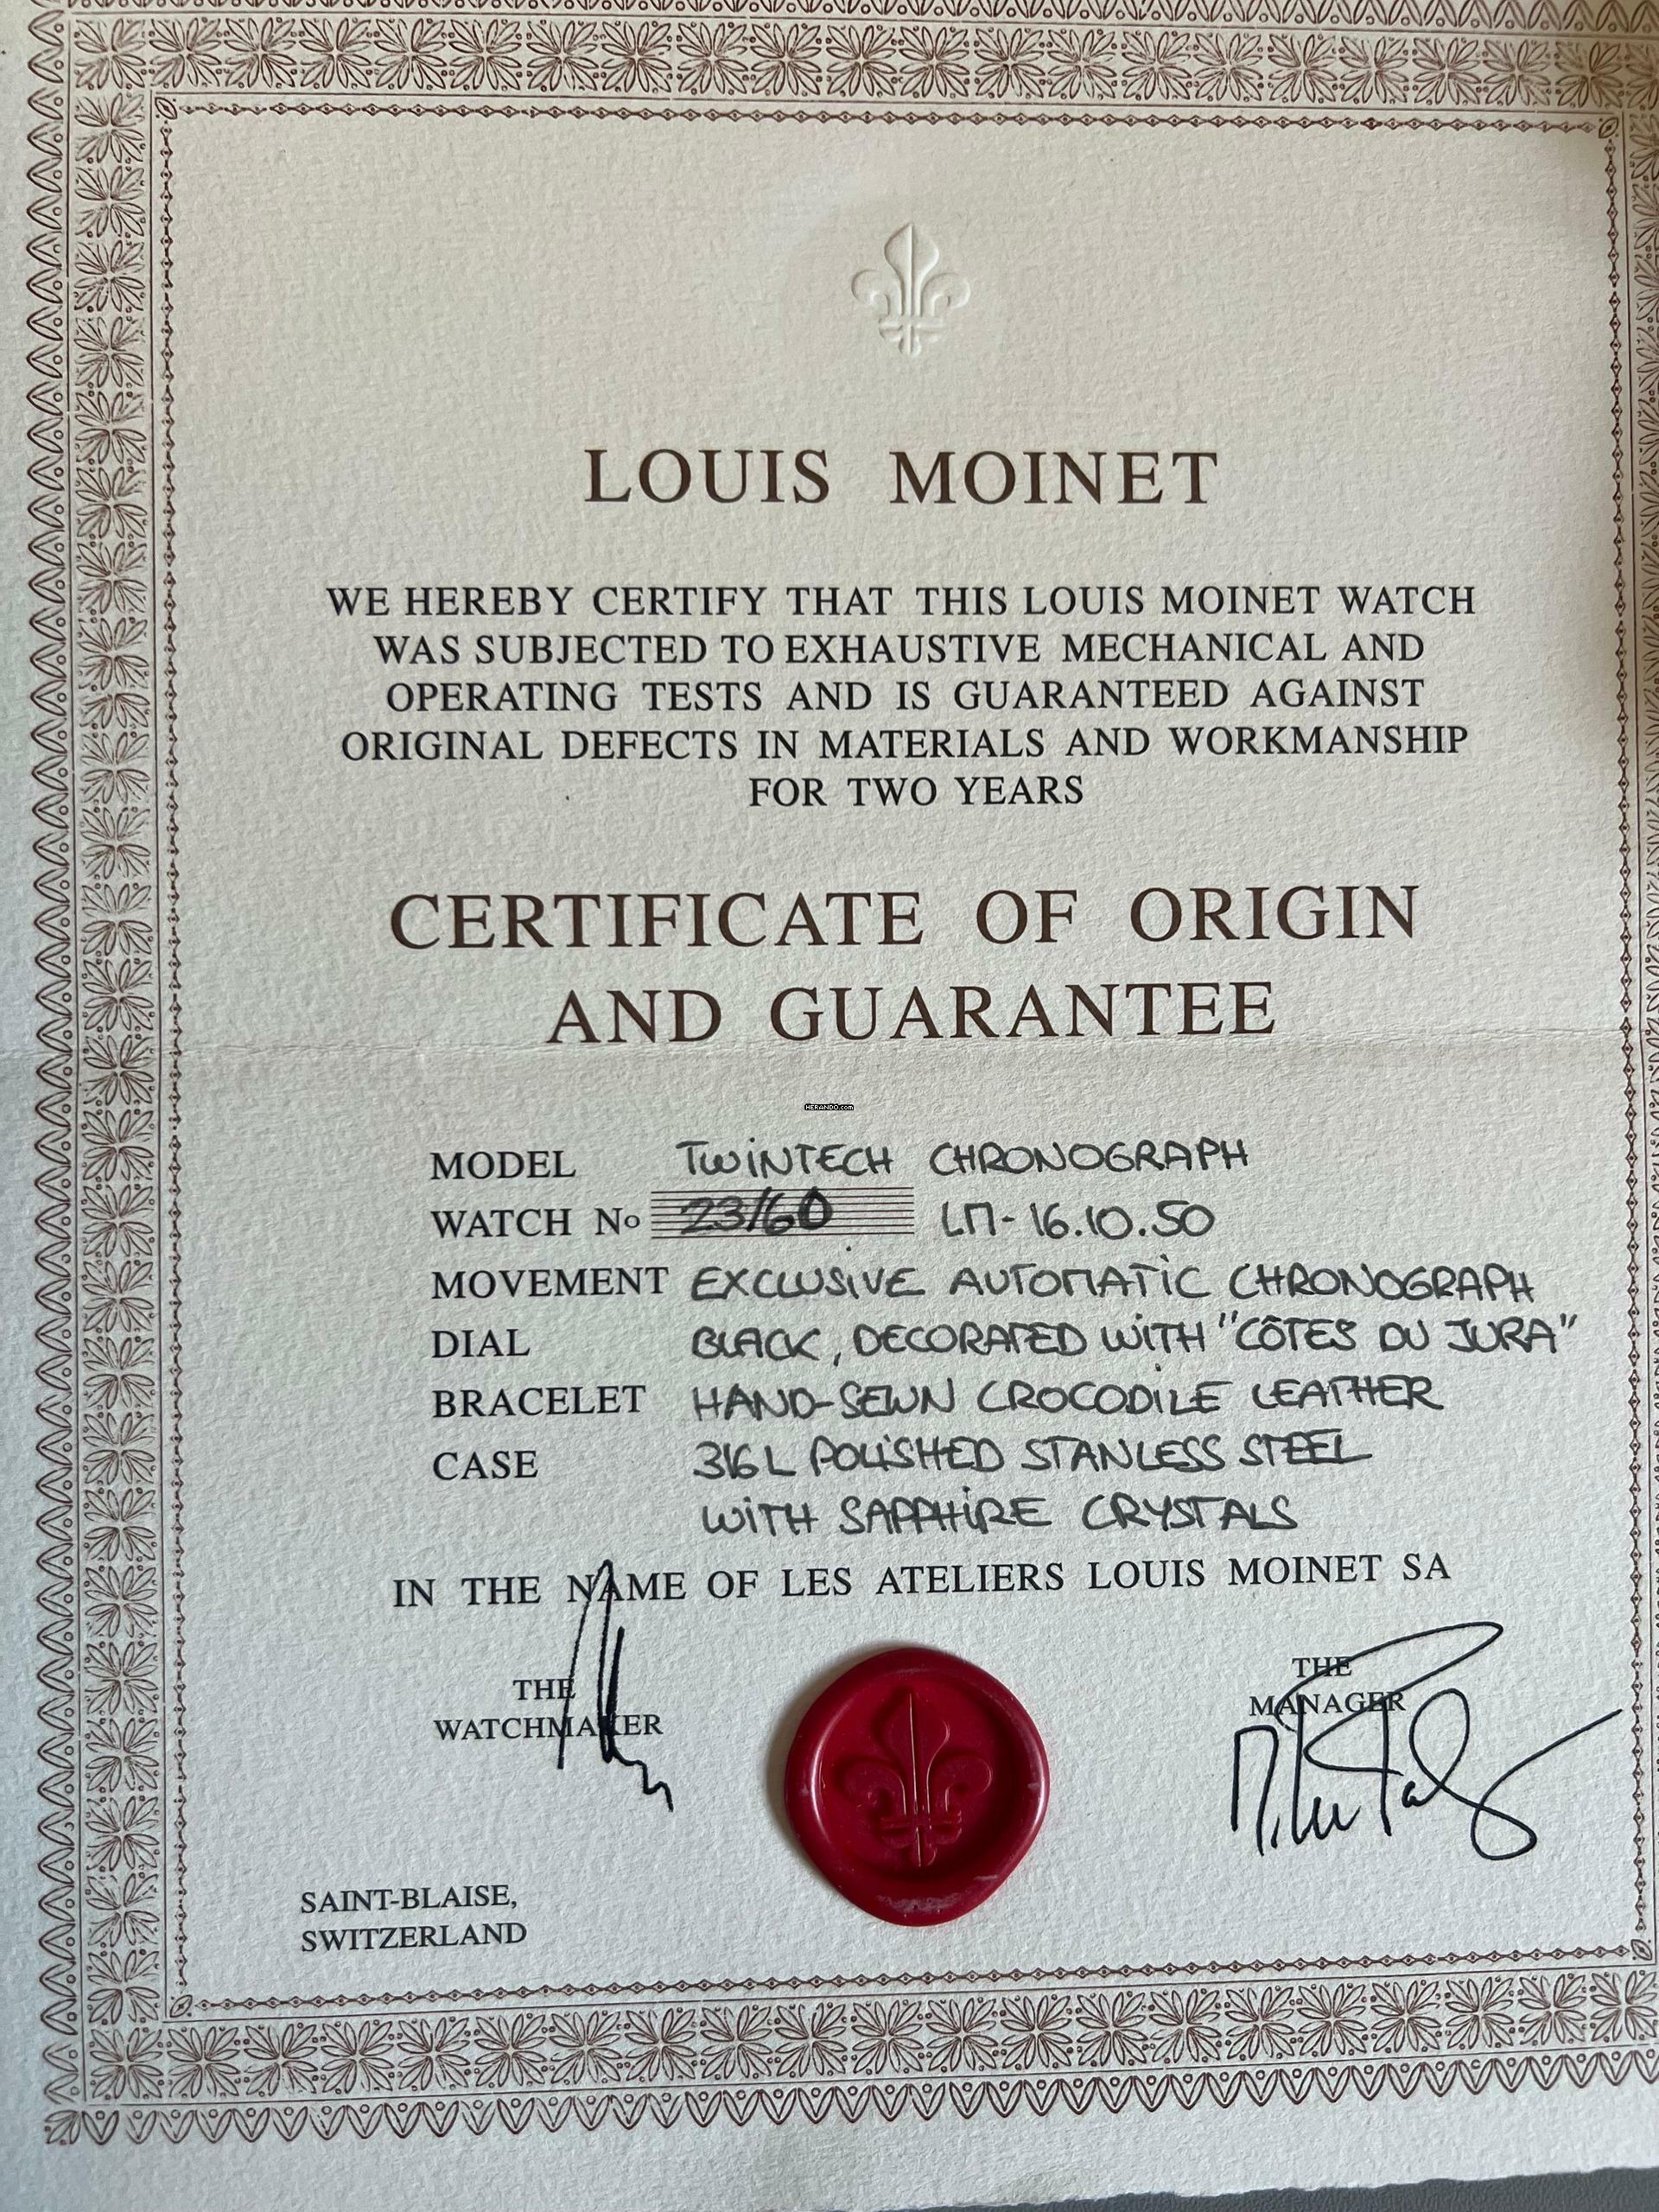 LOUIS MOINET
WE HEREBY CERTIFY THAT THIS LOUIS MOINET WATCH
WAS SUBJECTED TO EXHAUSTIVE MECHANICAL AND
OPERATING TESTS AND IS GUARANTEED AGAINST
ORIGINAL DEFECTS IN MATERIALS AND WORKMANSHIP
FOR TWO YEARS
CERTIFICATE OF ORIGIN
AND GUARANTEE
HERANDO.com
MODEL TWINTECH CHRONOGRAPH
WATCH No 23/60 LM-16.10.50
MOVEMENT EXCLUSIVE AUTOMATIC CHRONOGRAPH
DIAL BLACK, DECORATED WITH "CÔTES DU JURA"
BRACELET HAND-SEWN CROCODILE LEATHER
CASE 316L POLISHED STANLESS STEEL
WITH SAPPHIRE CRYSTALS
IN THE NAME OF LES ATELIERS LOUIS MOINET SA
THE
WATCHMAKER
THE
MANAGER
SAINT-BLAISE,
SWITZERLAND